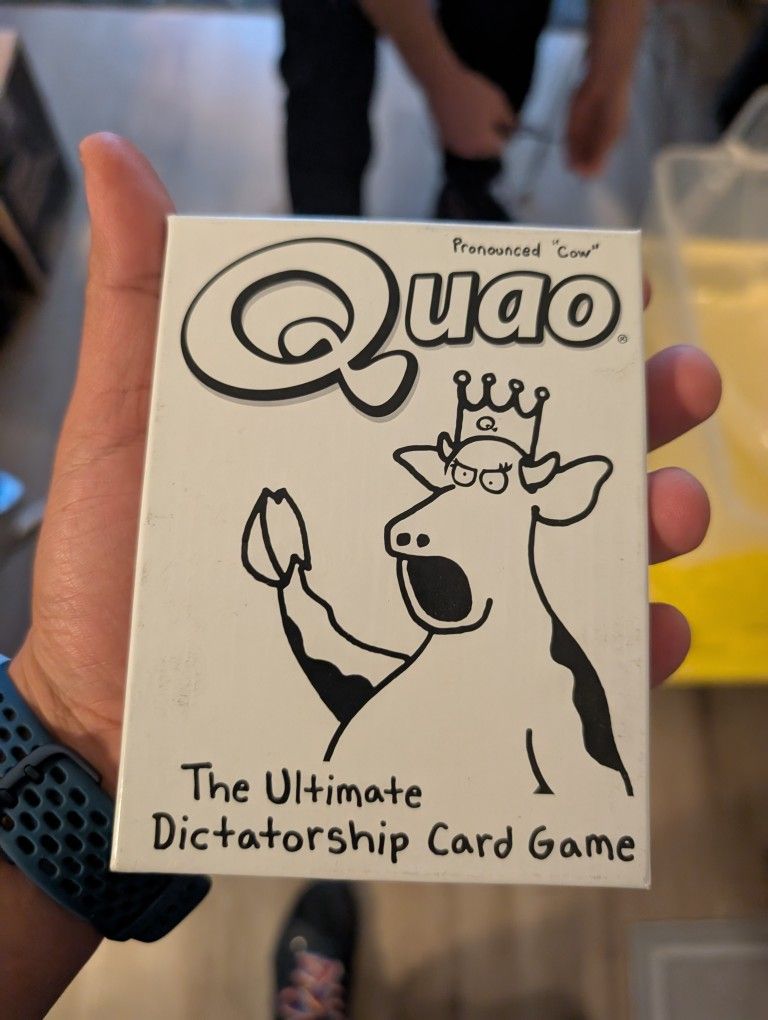 Pronounced "Cow"
Quao®
Q.
The Ultimate
Dictatorship Card Game